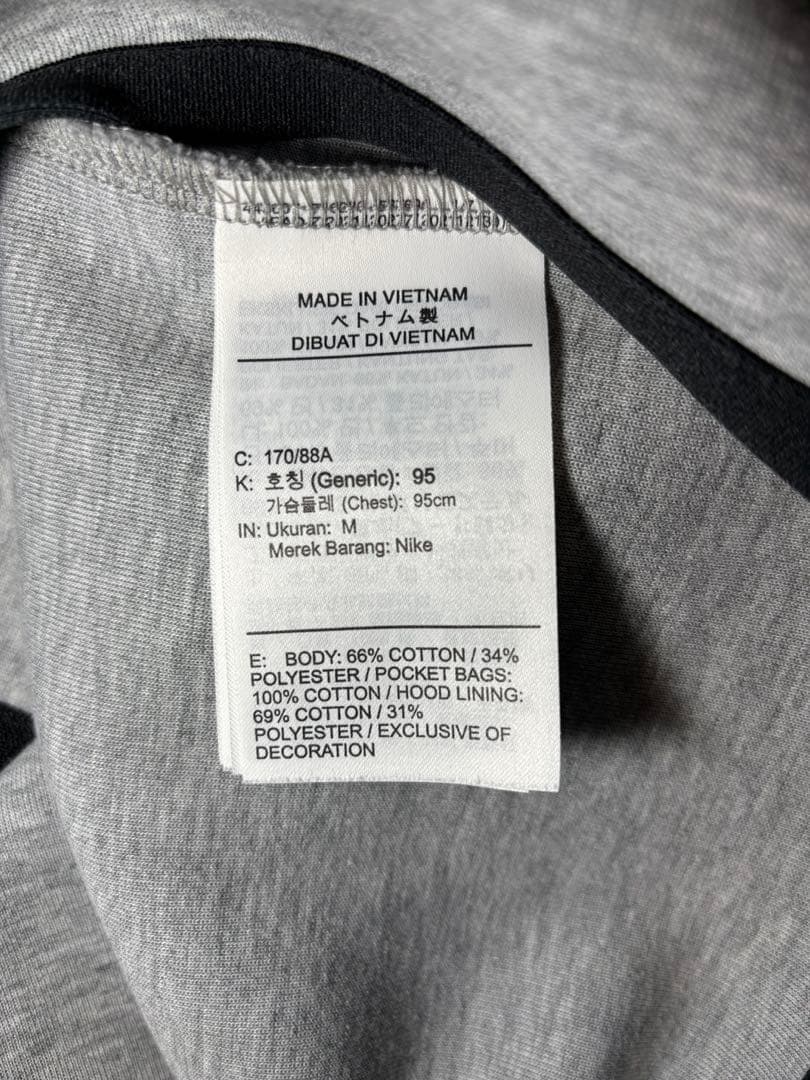 MADE IN VIETNAM
ベトナム製
DIBUAT DI VIETNAM
C: 170/88A
K: 호칭 (Generic): 95
가슴둘레 (Chest): 95cm
IN: Ukuran: M
Merek Barang: Nike
E: BODY: 66% COTTON / 34%
POLYESTER / POCKET BAGS:
100% COTTON / HOOD LINING:
69% COTTON / 31%
POLYESTER / EXCLUSIVE OF
DECORATION